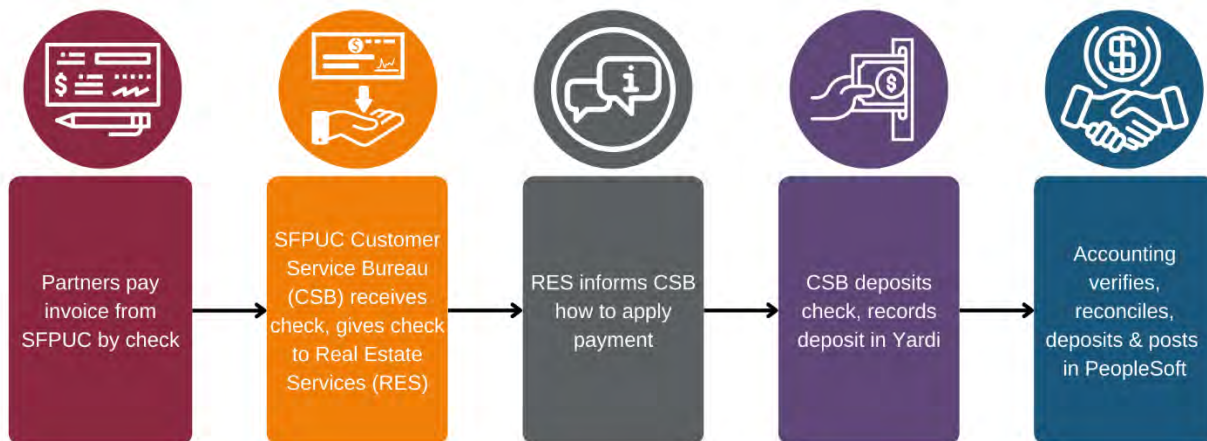 Partners pay
invoice from
SFPUC by check
SFPUC Customer
Service Bureau
(CSB) receives
check, gives check
to Real Estate
Services (RES)
RES informs CSB
how to apply
payment
CSB deposits
check, records
deposit in Yardi
Accounting
verifies,
reconciles,
deposits & posts
in PeopleSoft